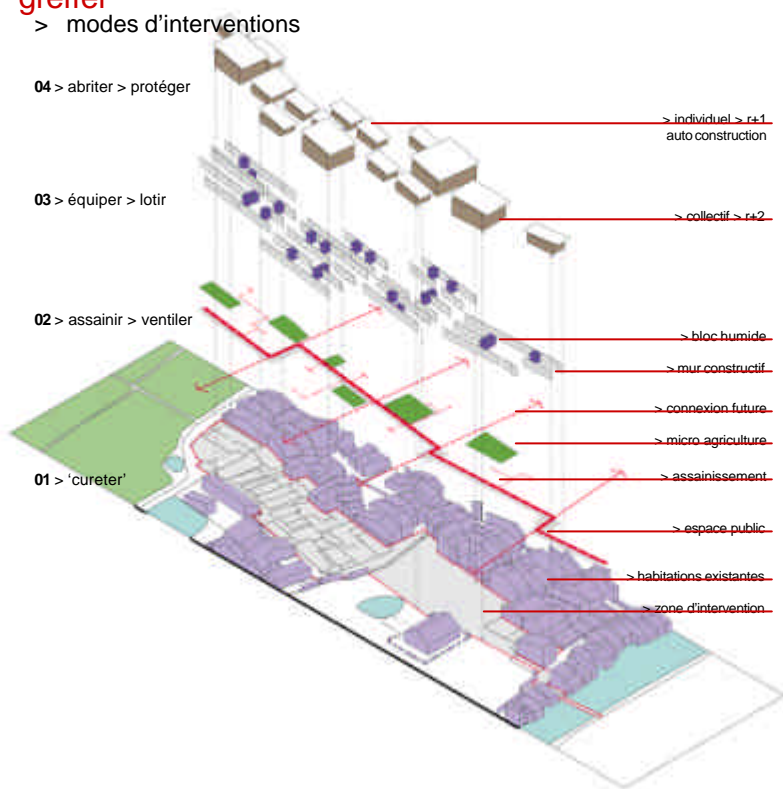 greffer
> modes d'interventions
04 > abriter > protéger
> individuel > r+1
auto construction
03 > équiper > lotir
> collectif > r+2
02 > assainir > ventiler
> bloc humide
> mur constructif
> connexion future
> micro agriculture
01 > 'cureter'
> assainissement
> espace public
> habitations existantes
> zone d'intervention